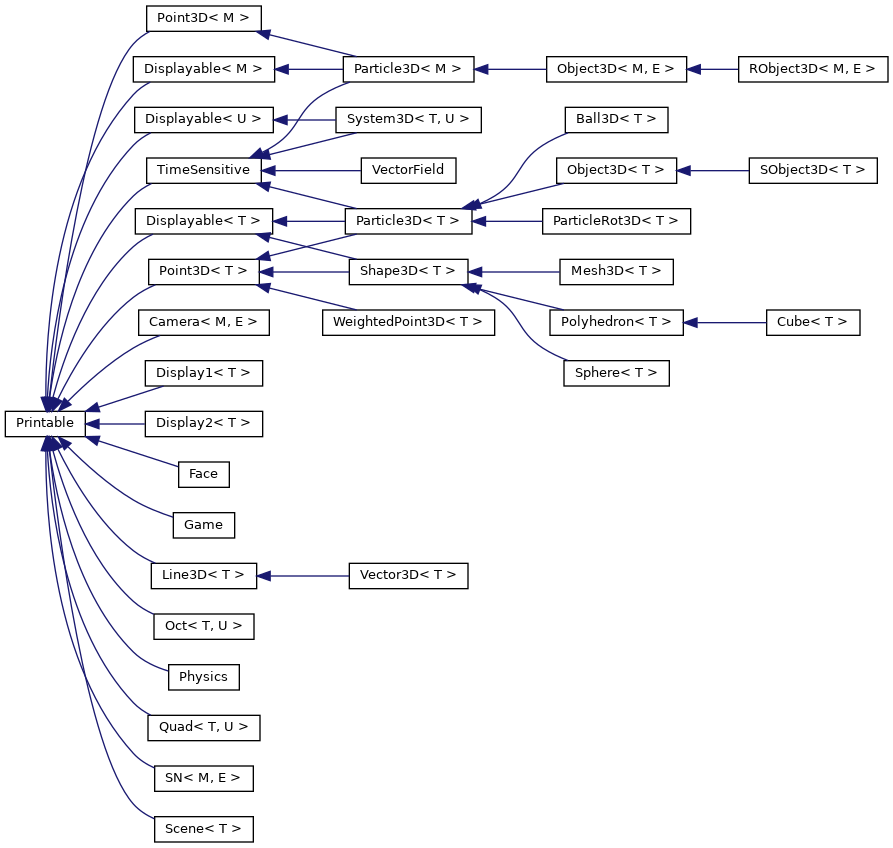 Point3D< M >
Displayable< M >
Particle3D< M >
Object3D< M, E >
RObject3D< M, E >
Displayable< U >
System3D< T, U >
Ball3D< T >
TimeSensitive
VectorField
Object3D< T >
SObject3D< T >
Displayable< T >
Particle3D< T >
ParticleRot3D< T >
Point3D< T >
Shape3D< T >
Mesh3D< T >
Camera< M, E >
WeightedPoint3D< T >
Polyhedron< T >
Cube< T >
Display1< T >
Sphere< T >
Printable
Display2< T >
Face
Game
Line3D< T >
Vector3D< T >
Oct< T, U >
Physics
Quad< T, U >
SN< M, E >
Scene< T >